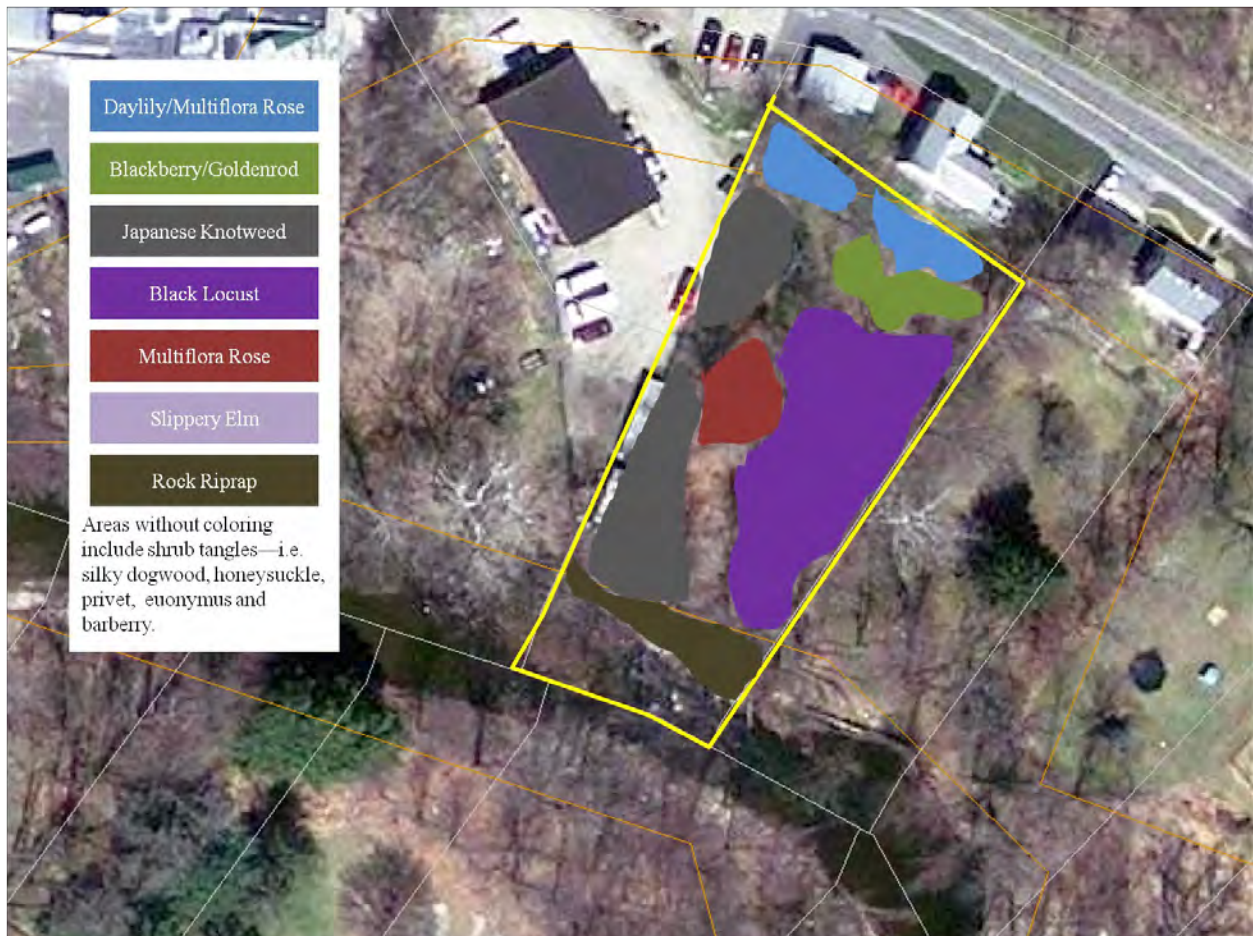 Daylily/Multiflora Rose
Blackberry/Goldenrod
Japanese Knotweed
Black Locust
Multiflora Rose
Slippery Elm
Rock Riprap
Areas without coloring
include shrub tangles—i.e.
silky dogwood, honeysuckle,
privet, euonymus and
barberry.